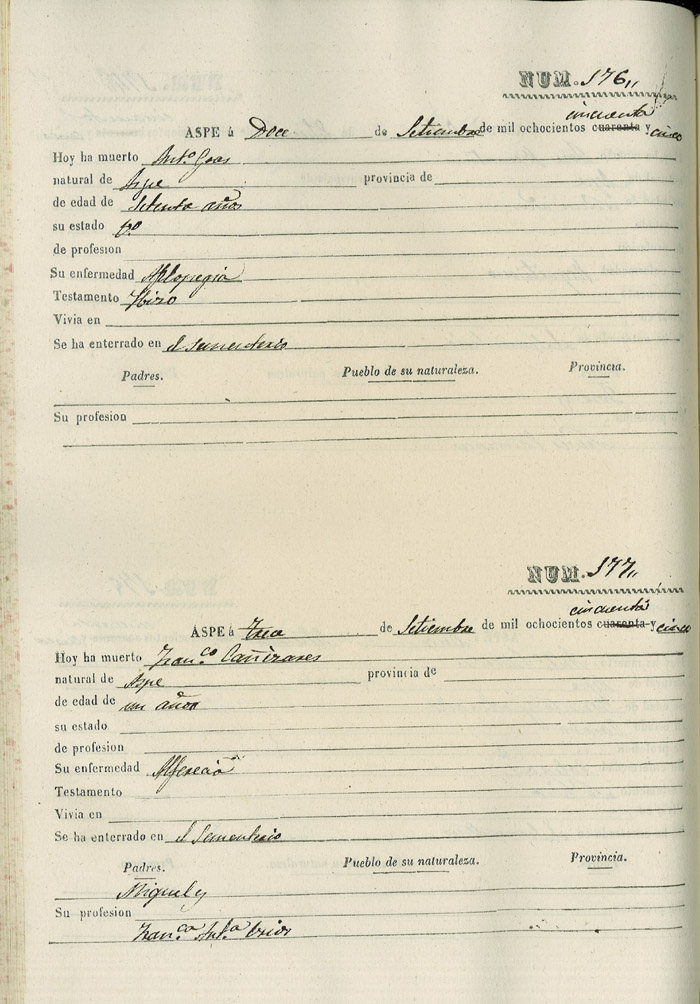 NUM. 176,,
cincuenta
ASPE á Doce de Setiembre de mil ochocientos cuarenta y cinco
Hoy ha muerto Ant.o
natural de Aspe provincia de
de edad de Setenta años
su estado
de profesion
Su enfermedad Aplopegia
Testamento Hizo
Vivia en
Se ha enterrado en el Sementerio
Padres. Pueblo de su naturaleza. Provincia.
Su profesion
NUM. 177,,
cincuenta
ASPE á Trece de Setiembre de mil ochocientos cuarenta y cinco
Hoy ha muerto Fran.co Cañizares
natural de Aspe provincia de
de edad de un año
su estado
de profesion
Su enfermedad Alferecia
Testamento
Vivia en
Se ha enterrado en el Sementerio
Padres. Pueblo de su naturaleza. Provincia.
Miguel y
Su profesion
Fran.ca Ant.a